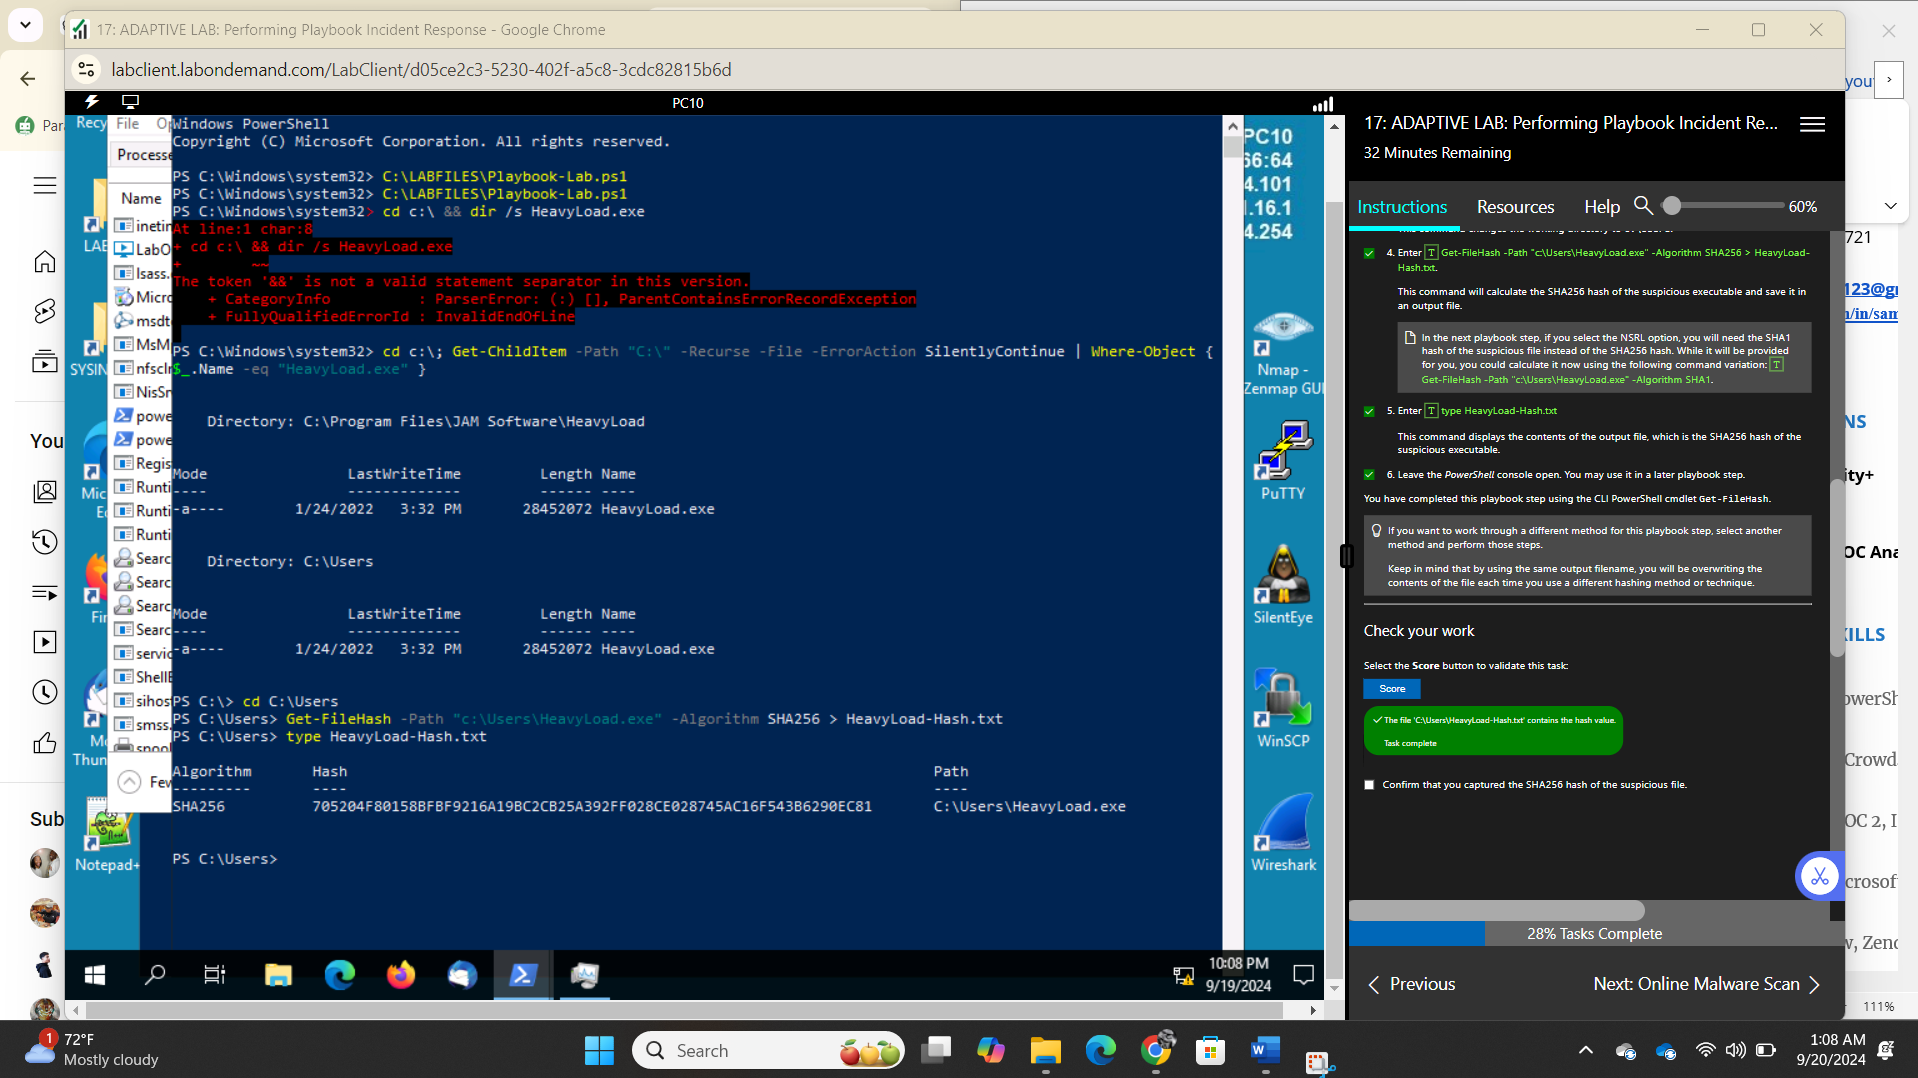 17: ADAPTIVE LAB: Performing Playbook Incident Response - Google Chrome
labclient.labondemand.com/LabClient/d05ce2c3-5230-402f-a5c8-3cdc82815b6d
Par
You
Sub
PC10
Recy
LAE
SYSIN
Mic
Fir
Thun
Notepad+
File
Processe
Name
inetin
LabO
lsass.
Micro
msdt
MsM
nfscln
NisSr
powe
powe
Regis
Runti
Runti
Runti
Searc
Searc
Searc
Searc
servic
ShellE
sihos
smss.
spool
Few
Windows PowerShell
Copyright (C) Microsoft Corporation. All rights reserved.
PS C:\Windows\system32> C:\LABFILES\Playbook-Lab.ps1
PS C:\Windows\system32> C:\LABFILES\Playbook-Lab.ps1
PS C:\Windows\system32> cd c:\ && dir /s HeavyLoad.exe
At line:1 char:8
+ cd c:\ && dir /s HeavyLoad.exe
+        ~~
The token '&&' is not a valid statement separator in this version.
+ CategoryInfo          : ParserError: (:) [], ParentContainsErrorRecordException
+ FullyQualifiedErrorId : InvalidEndOfLine
PS C:\Windows\system32> cd c:\; Get-ChildItem -Path "C:\" -Recurse -File -ErrorAction SilentlyContinue | Where-Object {
$_.Name -eq "HeavyLoad.exe" }
Directory: C:\Program Files\JAM Software\HeavyLoad
Mode                LastWriteTime         Length Name
----                -------------         ------ ----
-a----        1/24/2022   3:32 PM       28452072 HeavyLoad.exe
Directory: C:\Users
Mode                LastWriteTime         Length Name
----                -------------         ------ ----
-a----        1/24/2022   3:32 PM       28452072 HeavyLoad.exe
PS C:\> cd C:\Users
PS C:\Users> Get-FileHash -Path "c:\Users\HeavyLoad.exe" -Algorithm SHA256 > HeavyLoad-Hash.txt
PS C:\Users> type HeavyLoad-Hash.txt
Algorithm       Hash                                                                   Path
---------       ----                                                                   ----
SHA256          705204F80158BFBF9216A19BC2CB25A392FF028CE028745AC16F543B6290EC81       C:\Users\HeavyLoad.exe
PS C:\Users>
PC10
66:64
4.101
.16.1
4.254
Nmap -
Zenmap GUI
PuTTY
SilentEye
WinSCP
Wireshark
10:08 PM
9/19/2024
17: ADAPTIVE LAB: Performing Playbook Incident Re...
32 Minutes Remaining
Instructions
Resources
Help
60%
4. Enter T Get-FileHash -Path "c:\Users\HeavyLoad.exe" -Algorithm SHA256 > HeavyLoad-
Hash.txt.
This command will calculate the SHA256 hash of the suspicious executable and save it in
an output file.
In the next playbook step, if you select the NSRL option, you will need the SHA1
hash of the suspicious file instead of the SHA256 hash. While it will be provided
for you, you could calculate it now using the following command variation: T
Get-FileHash -Path "c:\Users\HeavyLoad.exe" -Algorithm SHA1.
5. Enter T type HeavyLoad-Hash.txt
This command displays the contents of the output file, which is the SHA256 hash of the
suspicious executable.
6. Leave the PowerShell console open. You may use it in a later playbook step.
You have completed this playbook step using the CLI PowerShell cmdlet Get-FileHash.
If you want to work through a different method for this playbook step, select another
method and perform those steps.
Keep in mind that by using the same output filename, you will be overwriting the
contents of the file each time you use a different hashing method or technique.
Check your work
Select the Score button to validate this task:
Score
The file 'C:\Users\HeavyLoad-Hash.txt' contains the hash value.
Task complete
Confirm that you captured the SHA256 hash of the suspicious file.
28% Tasks Complete
Previous
Next: Online Malware Scan
you
721
123@gr
n/in/sam
NS
ity+
OC Ana
KILLS
owerSh
Crowd
OC 2, I
crosof
v, Zend
111%
1
72°F
Mostly cloudy
Search
1:08 AM
9/20/2024